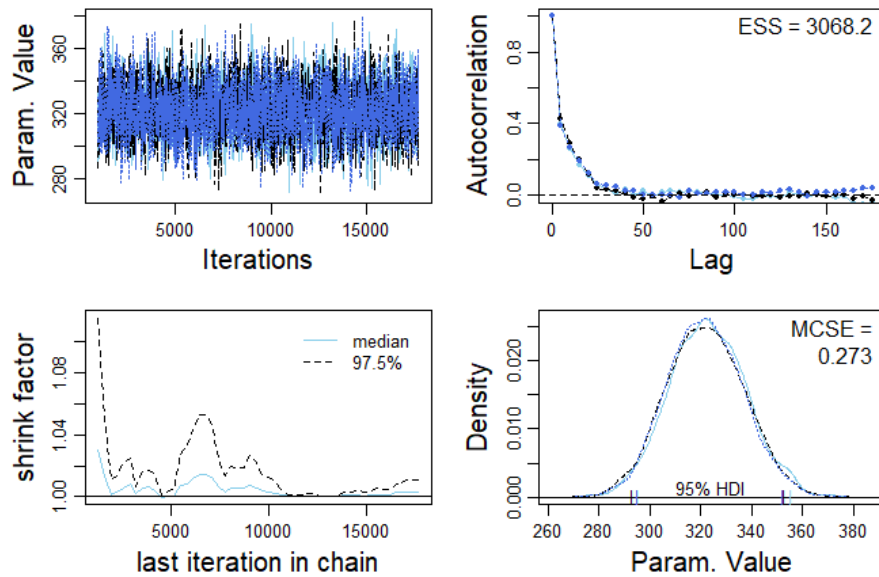 Param. Value
280 320 360
5000 10000 15000
Iterations
Autocorrelation
0.0 0.4 0.8
ESS = 3068.2
0 50 100 150
Lag
shrink factor
1.00 1.04 1.08
median
97.5%
5000 10000 15000
last iteration in chain
Density
0.000 0.010 0.020
MCSE =
0.273
95% HDI
260 280 300 320 340 360 380
Param. Value